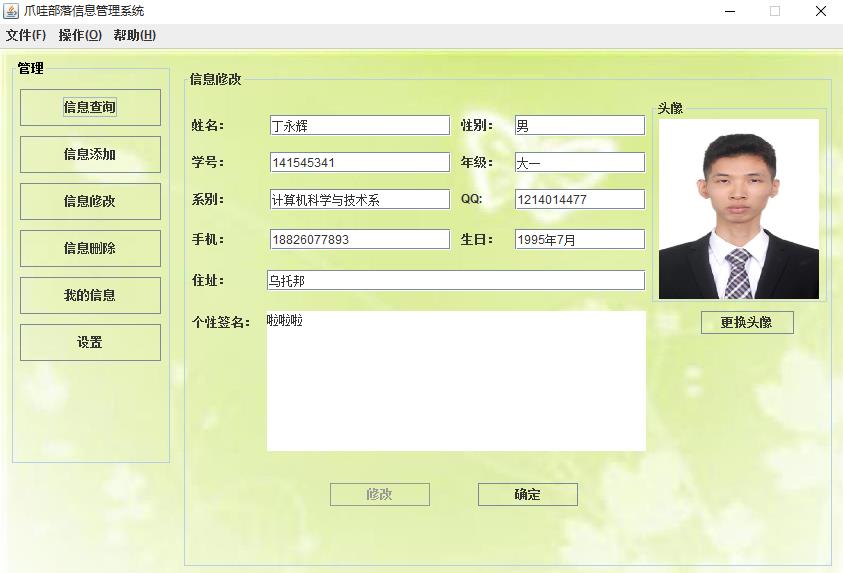 爪哇部落信息管理系统
文件(F) 操作(O) 帮助(H)
管理
信息查询
信息添加
信息修改
信息删除
我的信息
设置
信息修改
姓名： 丁永辉 性别： 男
学号： 141545341 年级： 大一
系别： 计算机科学与技术系 QQ: 1214014477
手机： 18826077893 生日： 1995年7月
住址： 乌托邦
个性签名： 啦啦啦
头像
更换头像
修改 确定